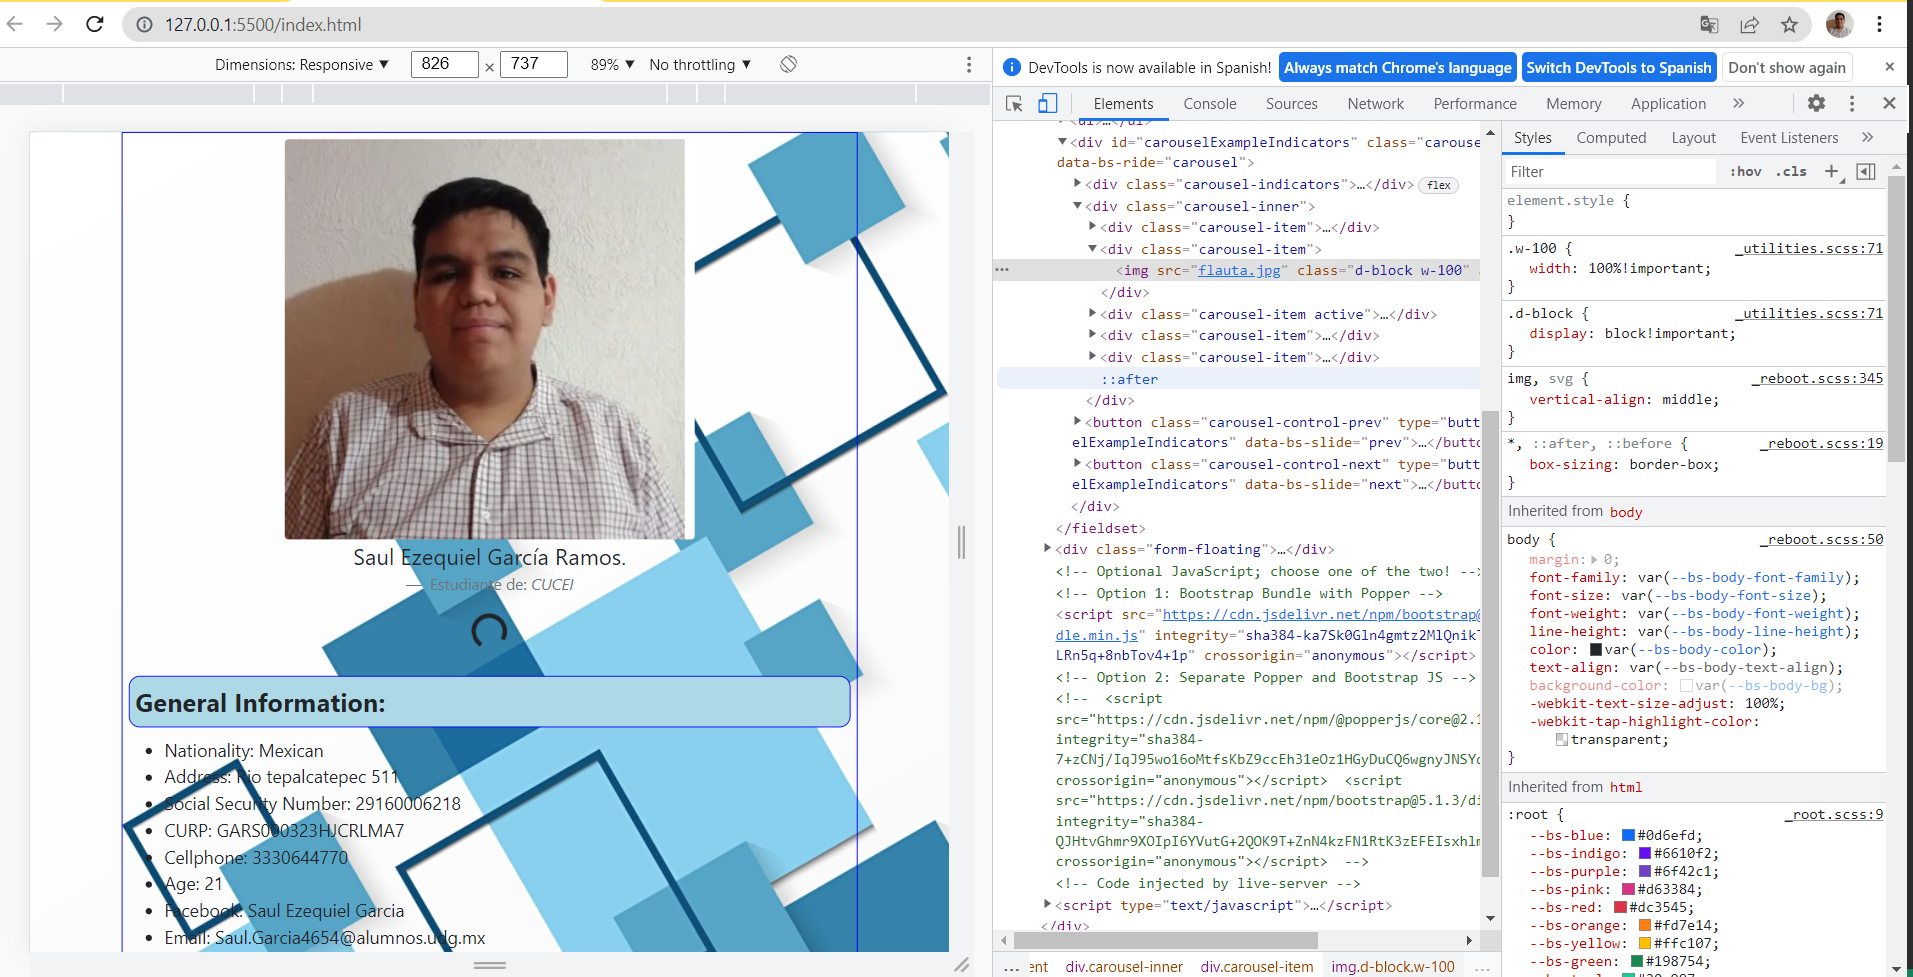 127.0.0.1:5500/index.html
Dimensions: Responsive ▼ 826 × 737 89% ▼ No throttling ▼
Saul Ezequiel García Ramos.
— Estudiante de: CUCEI
General Information:
• Nationality: Mexican
• Address: Rio tepalcatepec 511
• Social Security Number: 29160006218
• CURP: GARS000323HJCRLMA7
• Cellphone: 3330644770
• Age: 21
• Facebook: Saul Ezequiel Garcia
• Email: Saul.Garcia4654@alumnos.udg.mx
DevTools is now available in Spanish! Always match Chrome's language Switch DevTools to Spanish Don't show again ×
Elements Console Sources Network Performance Memory Application »
<div id="carouselExampleIndicators" class="carouse
data-bs-ride="carousel">
<div class="carousel-indicators">…</div> flex
<div class="carousel-inner">
<div class="carousel-item">…</div>
<div class="carousel-item">
<img src="flauta.jpg" class="d-block w-100"
</div>
<div class="carousel-item active">…</div>
<div class="carousel-item">…</div>
<div class="carousel-item">…</div>
::after
</div>
<button class="carousel-control-prev" type="butt
elExampleIndicators" data-bs-slide="prev">…</butto
<button class="carousel-control-next" type="butt
elExampleIndicators" data-bs-slide="next">…</butto
</div>
</fieldset>
<div class="form-floating">…</div>
<!-- Optional JavaScript; choose one of the two! -->
<!-- Option 1: Bootstrap Bundle with Popper -->
<script src="https://cdn.jsdelivr.net/npm/bootstrap@
dle.min.js" integrity="sha384-ka7Sk0Gln4gmtz2MlQnik
LRn5q+8nbTov4+1p" crossorigin="anonymous"></script>
<!-- Option 2: Separate Popper and Bootstrap JS -->
<!-- <script
src="https://cdn.jsdelivr.net/npm/@popperjs/core@2.1
integrity="sha384-
7+zCNj/IqJ95wo16oMtfsKbZ9ccEh31eOz1HGyDuCQ6wgnyJNSY
crossorigin="anonymous"></script> <script
src="https://cdn.jsdelivr.net/npm/bootstrap@5.1.3/di
integrity="sha384-
QJHtvGhmr9XOIpI6YVutG+2QOK9T+ZnN4kzFN1RtK3zEFEIsxhlm
crossorigin="anonymous"></script> -->
<!-- Code injected by live-server -->
<script type="text/javascript">…</script>
</div>
… ent div.carousel-inner div.carousel-item img.d-block.w-100 …
Styles Computed Layout Event Listeners »
Filter :hov .cls +
element.style {
}
.w-100 { _utilities.scss:71
width: 100%!important;
}
.d-block { _utilities.scss:71
display: block!important;
}
img, svg { _reboot.scss:345
vertical-align: middle;
}
*, ::after, ::before { _reboot.scss:19
box-sizing: border-box;
}
Inherited from body
body { _reboot.scss:50
margin: 0;
font-family: var(--bs-body-font-family);
font-size: var(--bs-body-font-size);
font-weight: var(--bs-body-font-weight);
line-height: var(--bs-body-line-height);
color: var(--bs-body-color);
text-align: var(--bs-body-text-align);
background-color: var(--bs-body-bg);
-webkit-text-size-adjust: 100%;
-webkit-tap-highlight-color:
transparent;
}
Inherited from html
:root { _root.scss:9
--bs-blue: #0d6efd;
--bs-indigo: #6610f2;
--bs-purple: #6f42c1;
--bs-pink: #d63384;
--bs-red: #dc3545;
--bs-orange: #fd7e14;
--bs-yellow: #ffc107;
--bs-green: #198754